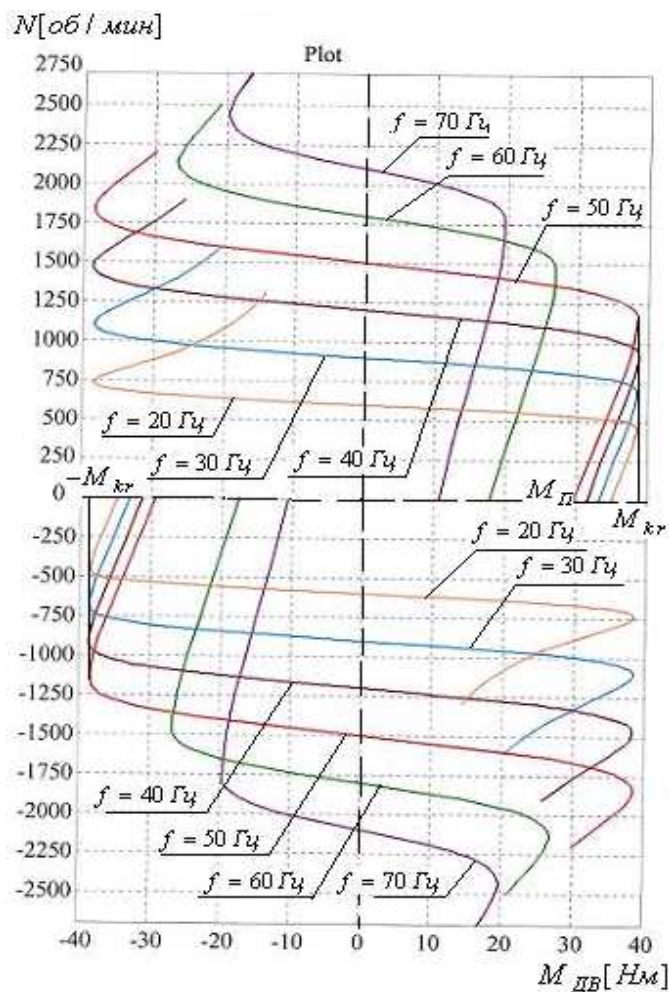 N[об / мин]
Plot
2750
2500
2250
2000
1750
1500
1250
1000
750
500
250
0
f = 70 Гц
f = 60 Гц
f = 50 Гц
f = 20 Гц
f = 30 Гц
f = 40 Гц
-M kr
M П
M kr
f = 20 Гц
f = 30 Гц
-250
-500
-750
-1000
-1250
-1500
-1750
-2000
-2250
-2500
f = 40 Гц
f = 50 Гц
f = 60 Гц
f = 70 Гц
-40 -30 -20 -10 0 10 20 30 40
M ДВ [Нм]